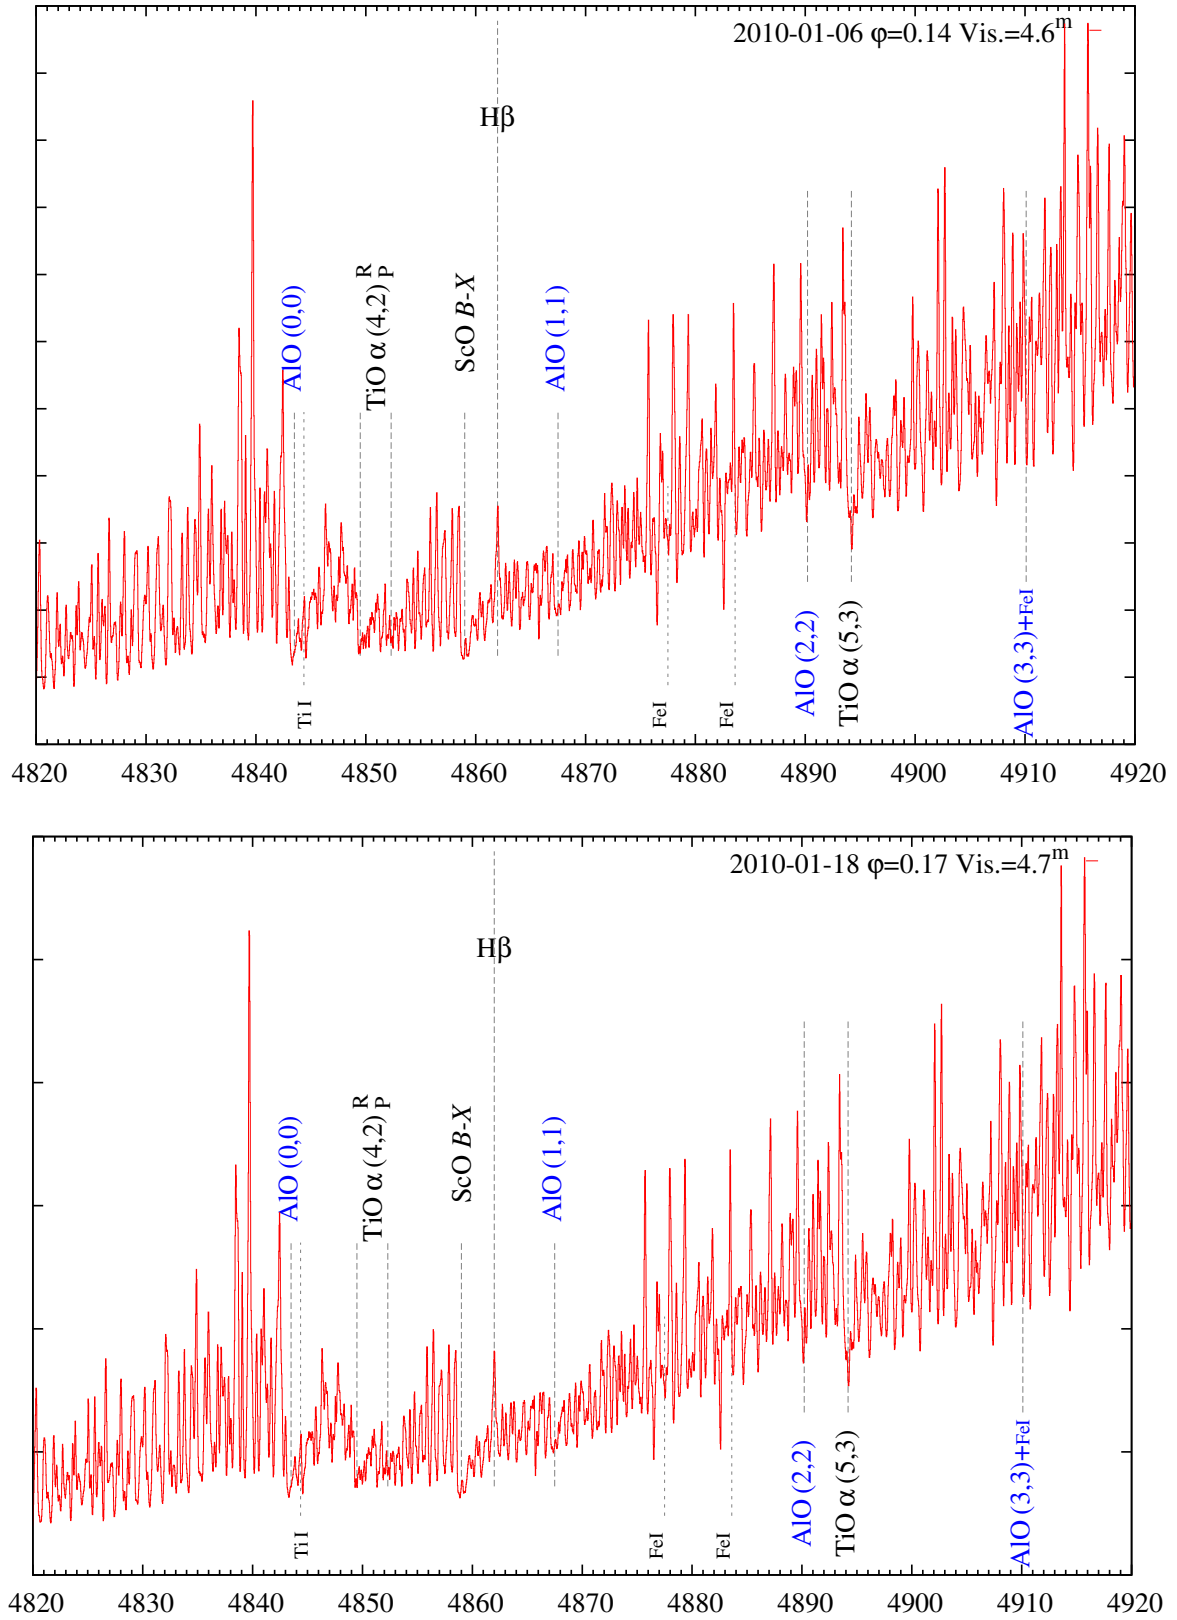 2010-01-06 φ=0.14 Vis.=4.6m
Hβ
AlO (0,0)
TiO α (4,2) R P
ScO B-X
AlO (1,1)
Ti I
FeI
FeI
AlO (2,2)
TiO α (5,3)
AlO (3,3)+FeI
4820 4830 4840 4850 4860 4870 4880 4890 4900 4910 4920
2010-01-18 φ=0.17 Vis.=4.7m
Hβ
AlO (0,0)
TiO α (4,2) R P
ScO B-X
AlO (1,1)
Ti I
FeI
FeI
AlO (2,2)
TiO α (5,3)
AlO (3,3)+FeI
4820 4830 4840 4850 4860 4870 4880 4890 4900 4910 4920